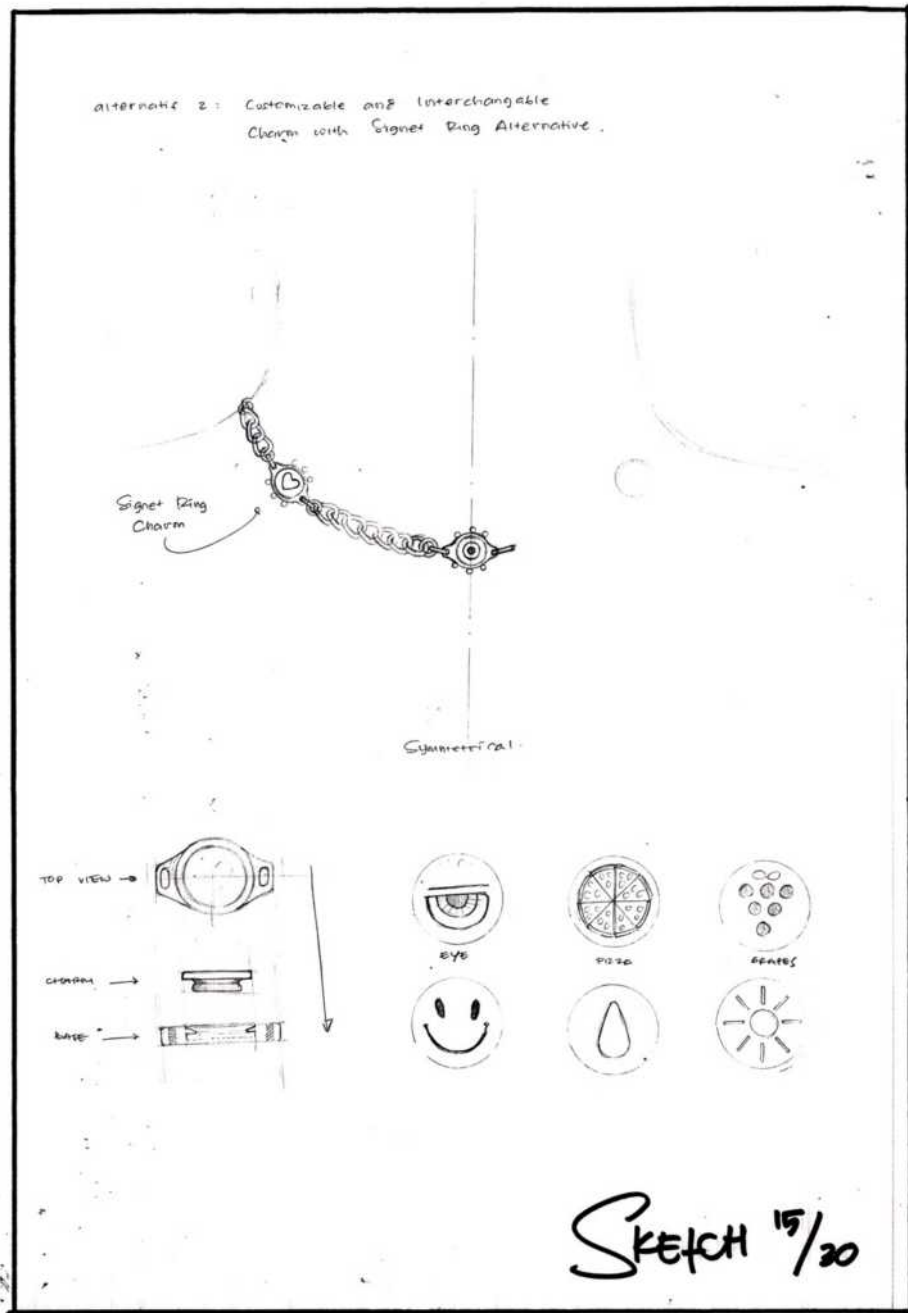 alternatif 2: Customizable and Interchangable
Charm with Signet Ring Alternative.
Signet Ring
Charm
Symmetrical.
TOP VIEW
CHARM
BASE
EYE
PIZZA
GRAPES
SKETCH 15/30